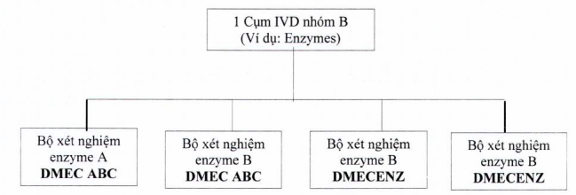 1 Cụm IVD nhóm B
(Ví dụ: Enzymes)
Bộ xét nghiệm
enzyme A
DMEC ABC
Bộ xét nghiệm
enzyme B
DMEC ABC
Bộ xét nghiệm
enzyme B
DMECENZ
Bộ xét nghiệm
enzyme B
DMECENZ